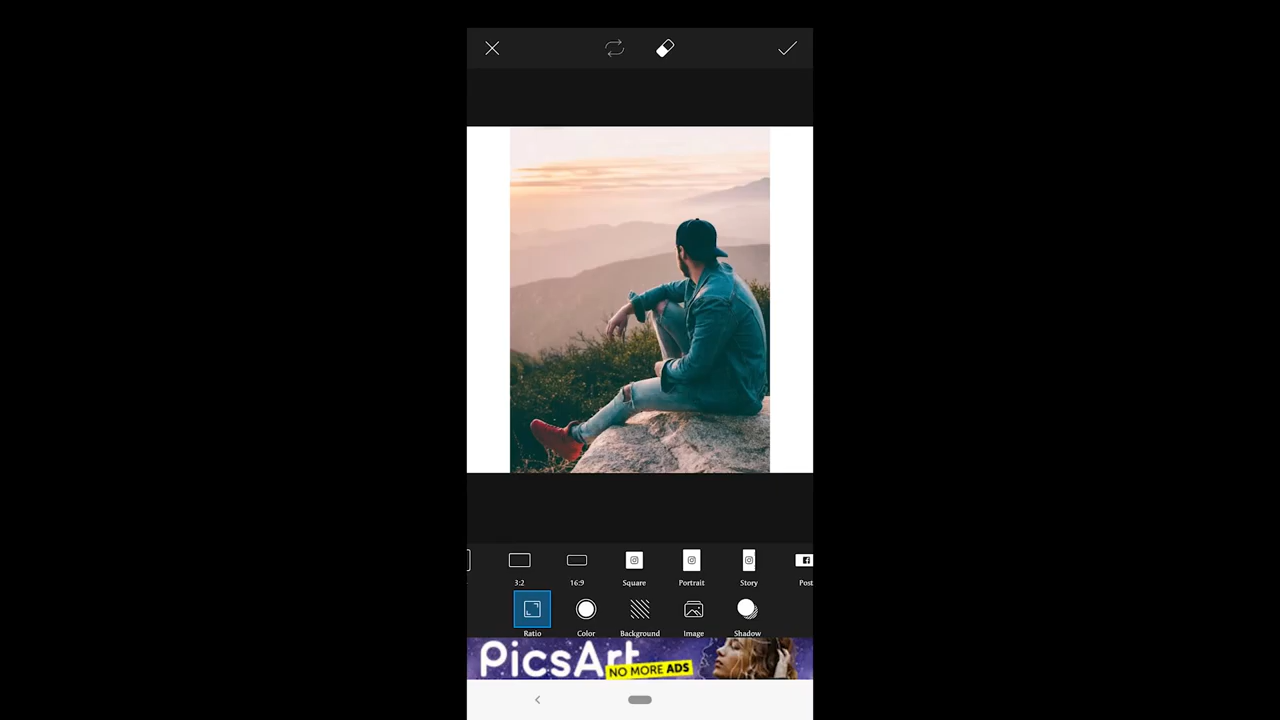 3:2 16:9 Square Portrait Story Post
Ratio Color Background Image Shadow
PicsArt
NO MORE ADS